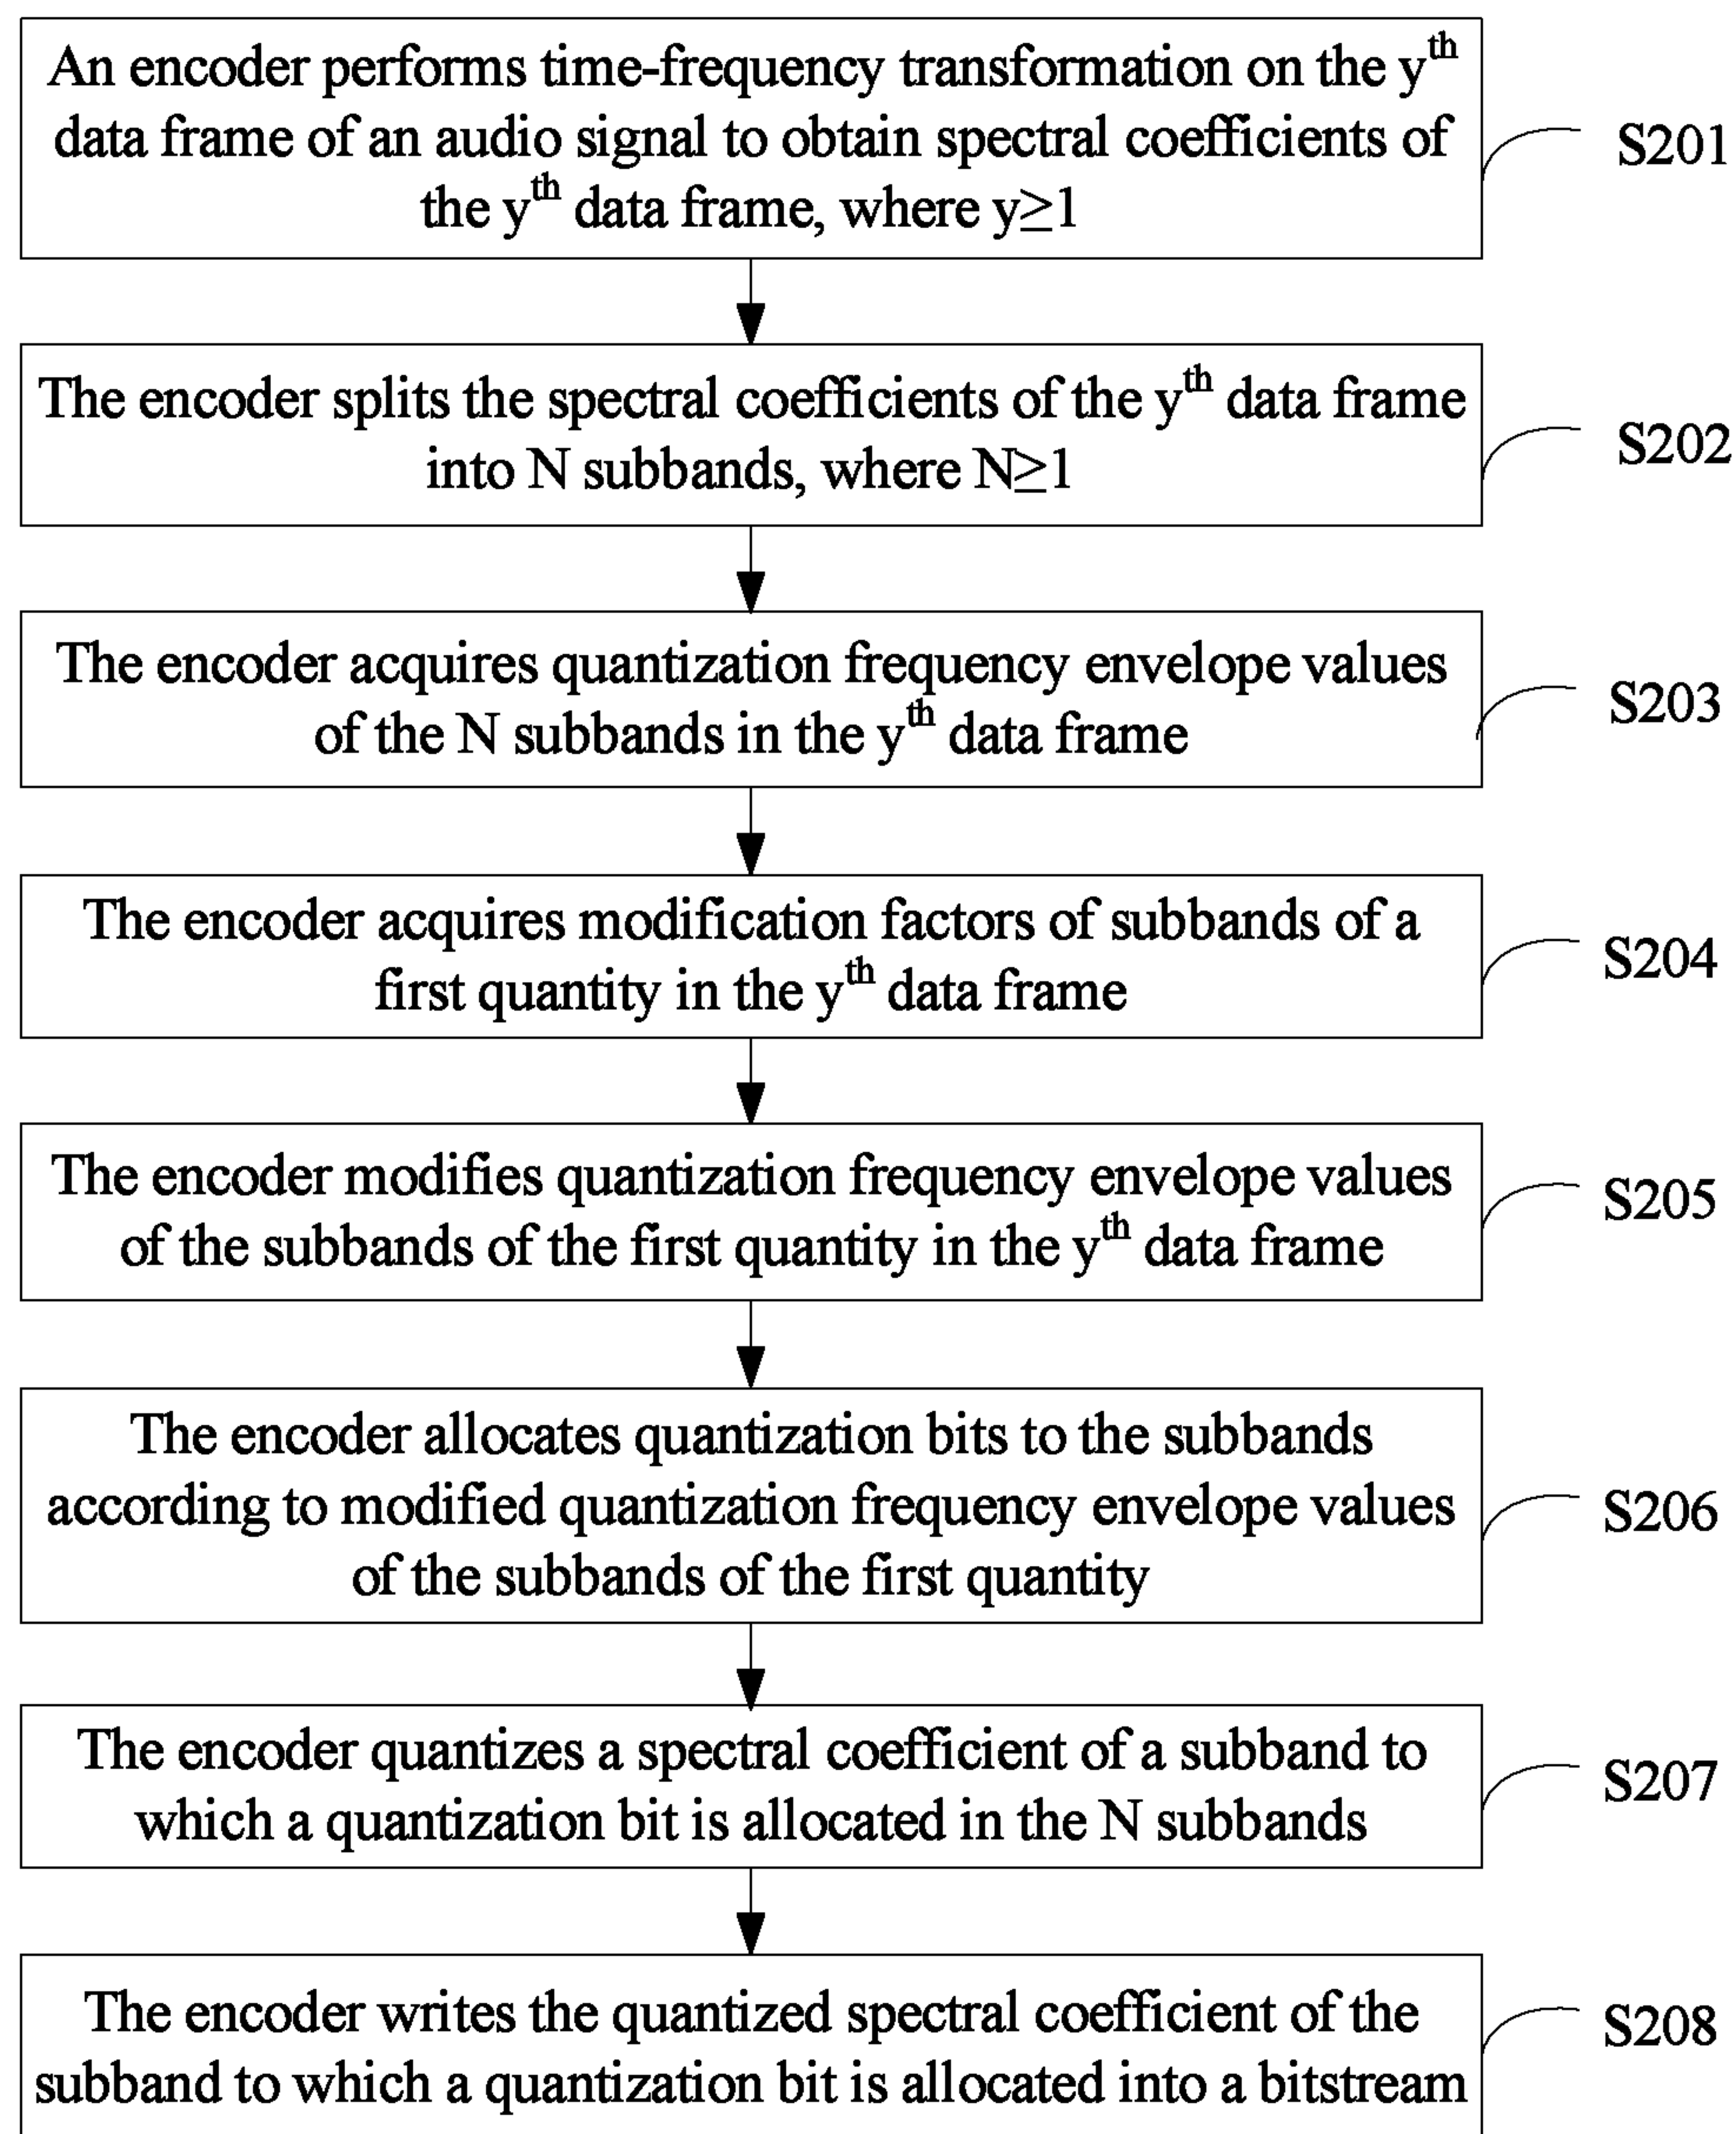 An encoder performs time-frequency transformation on the yth
data frame of an audio signal to obtain spectral coefficients of
the yth data frame, where y≥1
S201
The encoder splits the spectral coefficients of the yth data frame
into N subbands, where N≥1
S202
The encoder acquires quantization frequency envelope values
of the N subbands in the yth data frame
S203
The encoder acquires modification factors of subbands of a
first quantity in the yth data frame
S204
The encoder modifies quantization frequency envelope values
of the subbands of the first quantity in the yth data frame
S205
The encoder allocates quantization bits to the subbands
according to modified quantization frequency envelope values
of the subbands of the first quantity
S206
The encoder quantizes a spectral coefficient of a subband to
which a quantization bit is allocated in the N subbands
S207
The encoder writes the quantized spectral coefficient of the
subband to which a quantization bit is allocated into a bitstream
S208